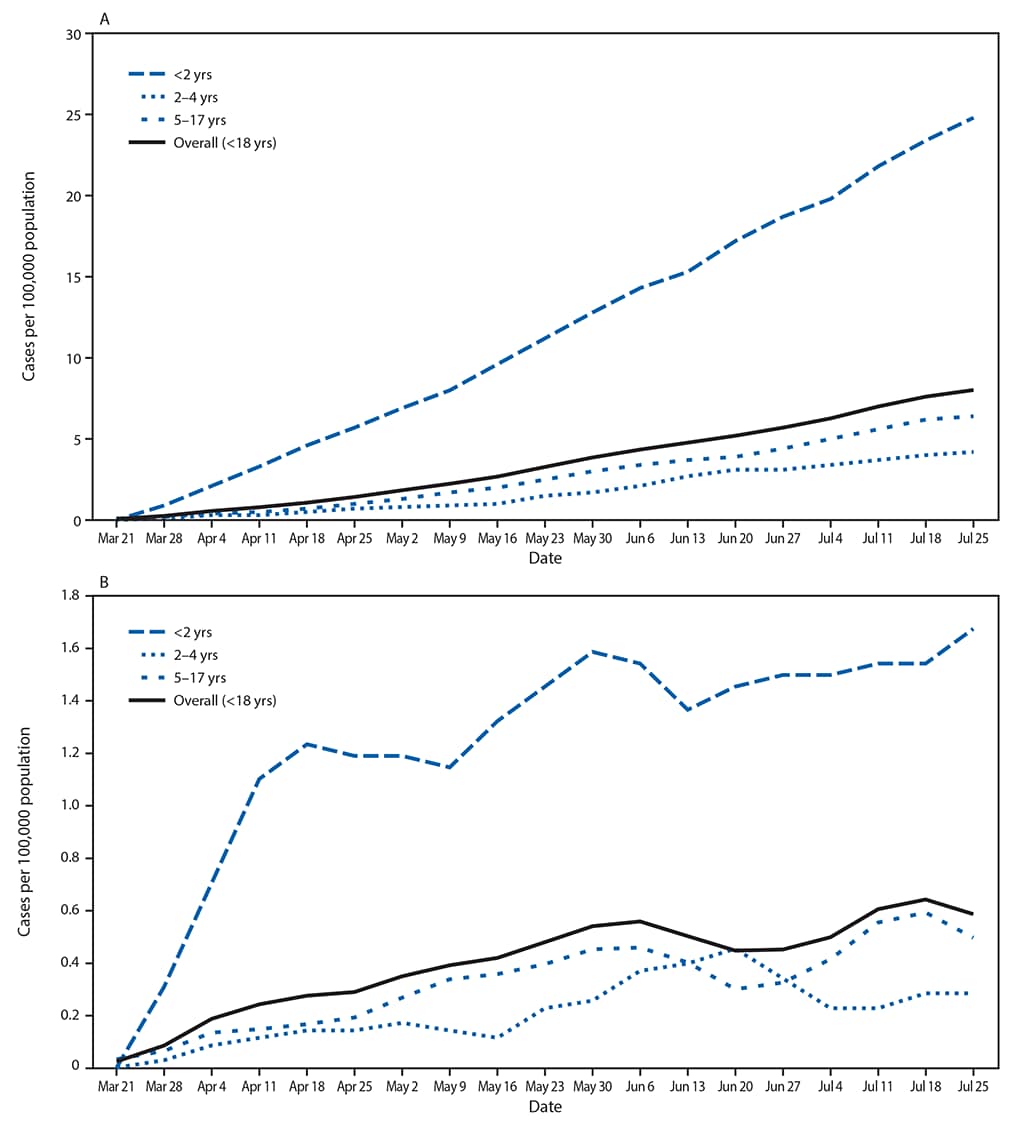 A
30
25
20
15
10
5
0
Cases per 100,000 population
<2 yrs
2–4 yrs
5–17 yrs
Overall (<18 yrs)
Mar 21 Mar 28 Apr 4 Apr 11 Apr 18 Apr 25 May 2 May 9 May 16 May 23 May 30 Jun 6 Jun 13 Jun 20 Jun 27 Jul 4 Jul 11 Jul 18 Jul 25
Date
B
1.8
1.6
1.4
1.2
1.0
0.8
0.6
0.4
0.2
0
Cases per 100,000 population
<2 yrs
2–4 yrs
5–17 yrs
Overall (<18 yrs)
Mar 21 Mar 28 Apr 4 Apr 11 Apr 18 Apr 25 May 2 May 9 May 16 May 23 May 30 Jun 6 Jun 13 Jun 20 Jun 27 Jul 4 Jul 11 Jul 18 Jul 25
Date